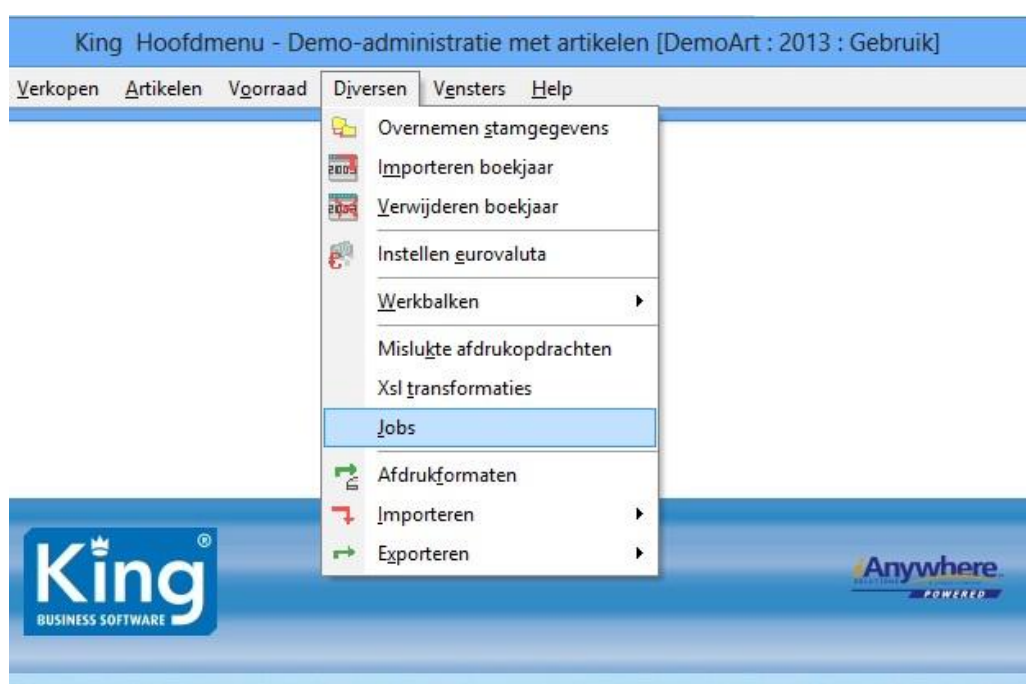 King Hoofdmenu - Demo-administratie met artikelen [DemoArt : 2013 : Gebruik]
Verkopen Artikelen Voorraad Diversen Vensters Help
Overnemen stamgegevens
Importeren boekjaar
Verwijderen boekjaar
Instellen eurovaluta
Werkbalken
Mislukte afdrukopdrachten
Xsl transformaties
Jobs
Afdrukformaten
Importeren
Exporteren
King®
BUSINESS SOFTWARE
Anywhere
POWERED